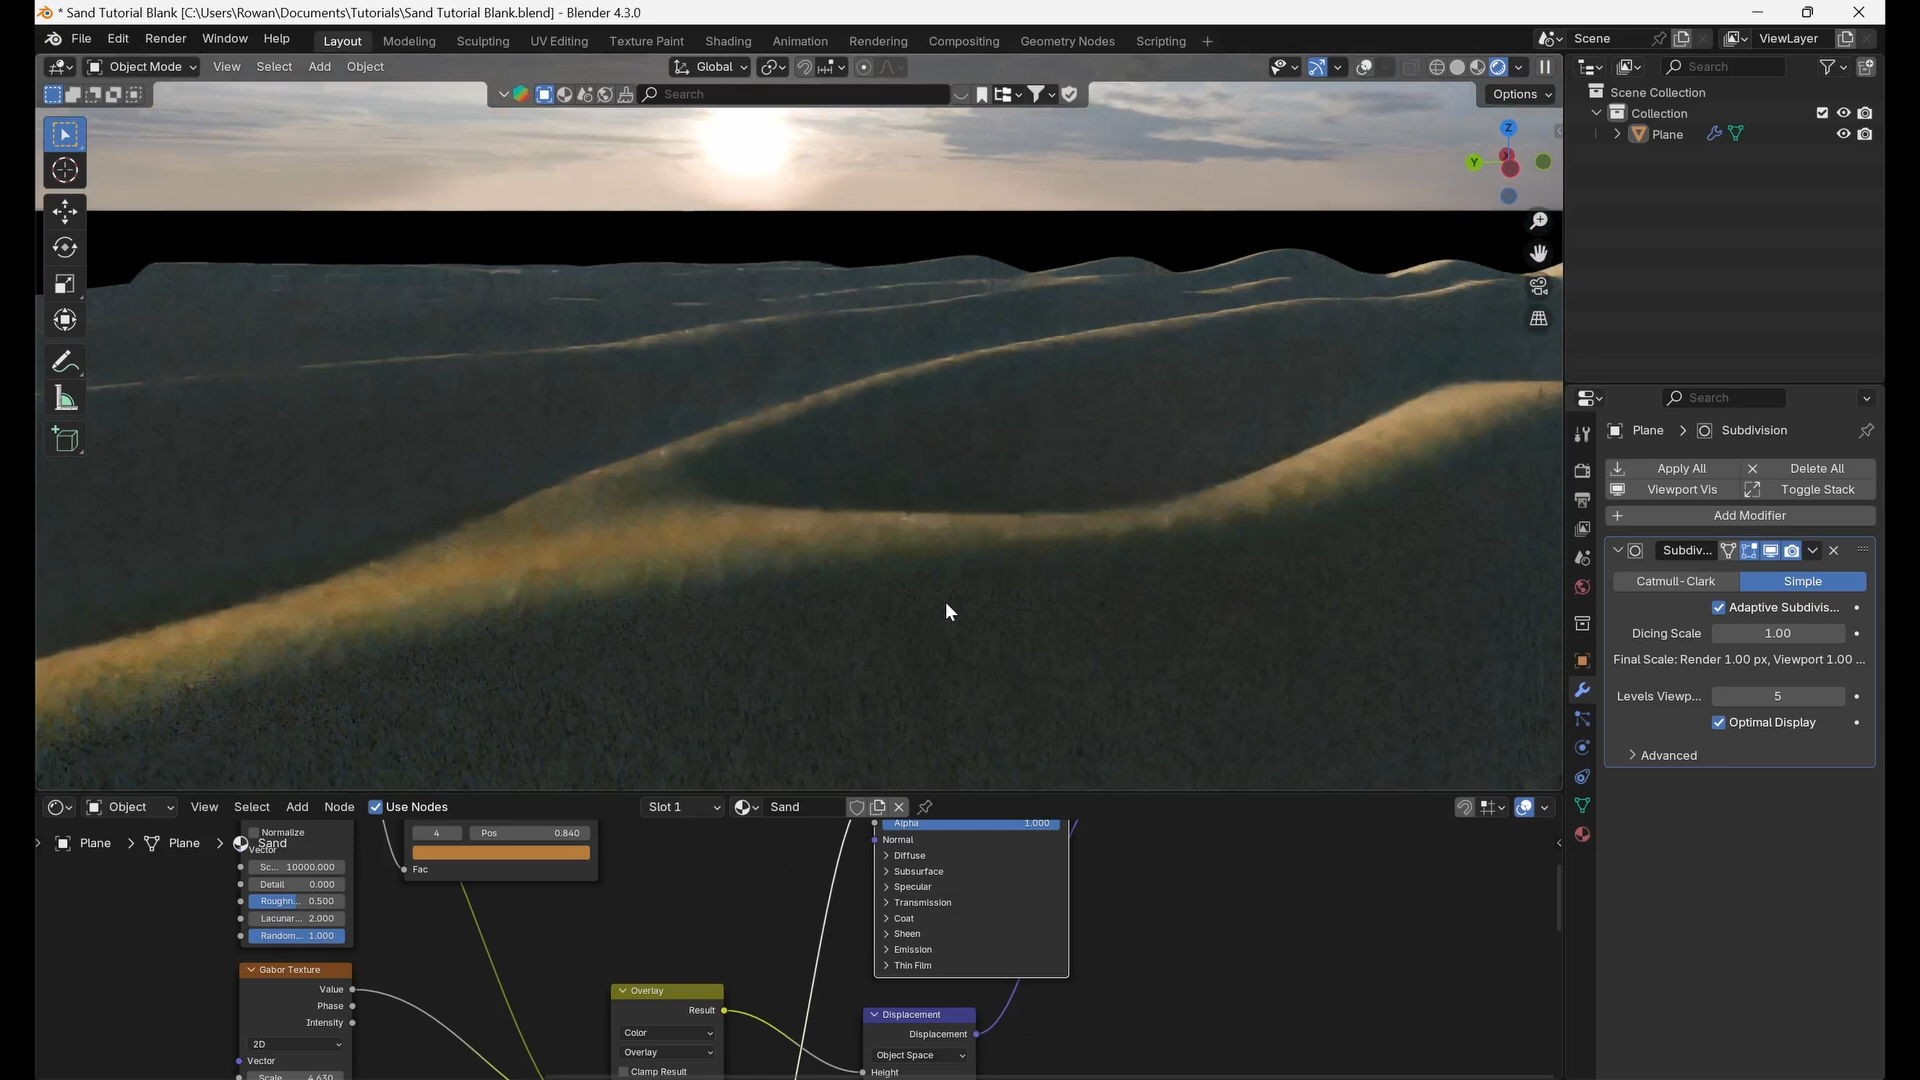 * Sand Tutorial Blank [C:\Users\Rowan\Documents\Tutorials\Sand Tutorial Blank.blend] - Blender 4.3.0
File Edit Render Window Help
Layout Modeling Sculpting UV Editing Texture Paint Shading Animation Rendering Compositing Geometry Nodes Scripting +
Scene
ViewLayer
Object Mode View Select Add Object
Global
Search
Options
Z
Y
X
Search
Scene Collection
Collection
Plane
Search
Plane > Subdivision
Apply All
Delete All
Viewport Vis
Toggle Stack
Add Modifier
Subdiv...
Catmull-Clark Simple
Adaptive Subdivis...
Dicing Scale 1.00
Final Scale: Render 1.00 px, Viewport 1.00 ...
Levels Viewp... 5
Optimal Display
Advanced
Object View Select Add Node Use Nodes
Slot 1
Sand
Plane > Plane > Sand
Normalize
Vector
Sc... 10000.000
Detail 0.000
Roughn... 0.500
Lacunar... 2.000
Random... 1.000
Gabor Texture
Value
Phase
Intensity
2D
Vector
Scale 4.630
4 Pos 0.840
Fac
Overlay
Result
Color
Overlay
Clamp Result
Alpha 1.000
Normal
Diffuse
Subsurface
Specular
Transmission
Coat
Sheen
Emission
Thin Film
Displacement
Displacement
Object Space
Height